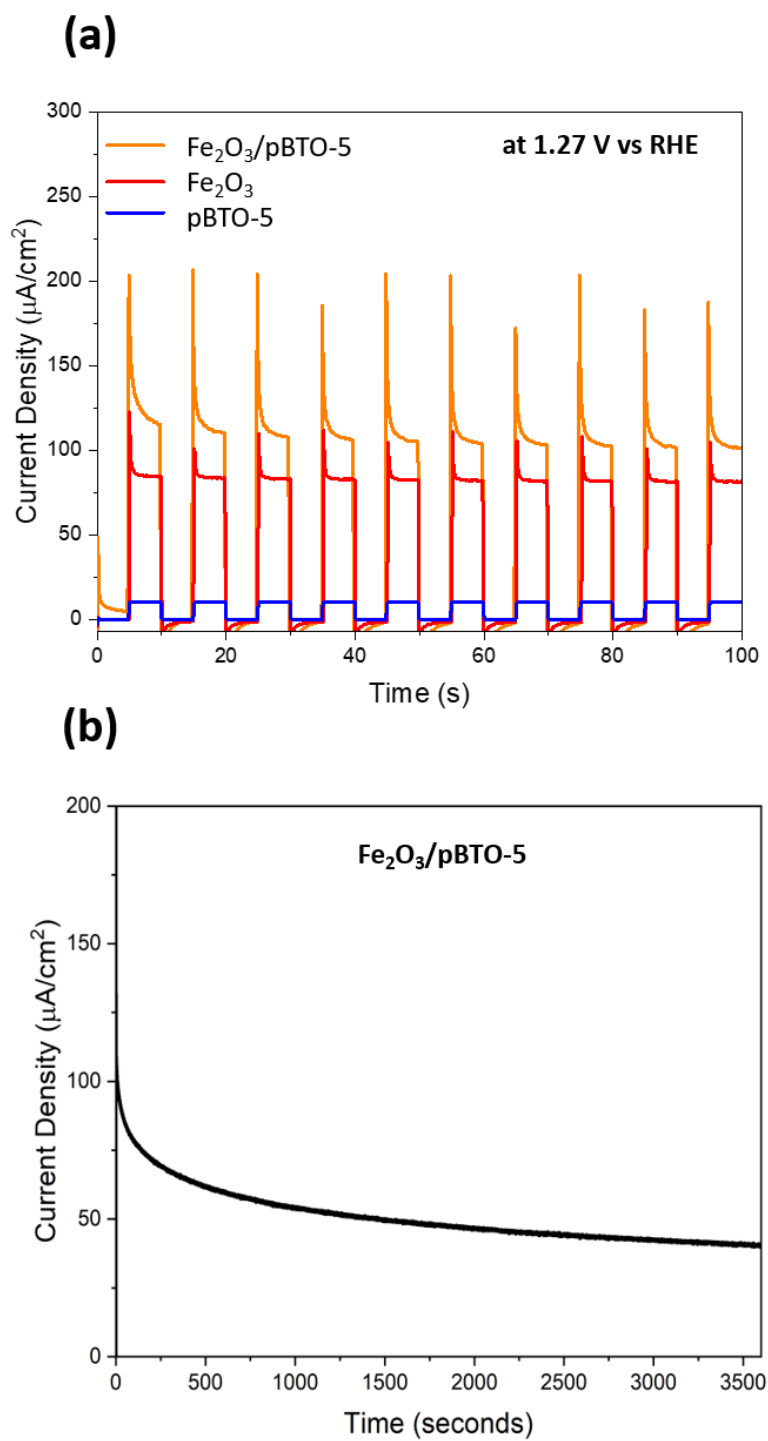 (a)
300
250
200
150
100
50
0
Current Density (μA/cm²)
Fe₂O₃/pBTO-5
Fe₂O₃
pBTO-5
at 1.27 V vs RHE
0 20 40 60 80 100
Time (s)
(b)
200
150
100
50
0
Current Density (μA/cm²)
Fe₂O₃/pBTO-5
0 500 1000 1500 2000 2500 3000 3500
Time (seconds)